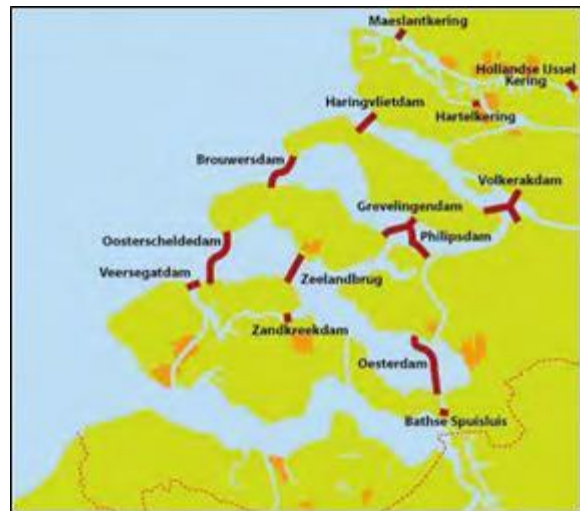 Maeslantkering
Hollandse IJssel
Kering
Hartelkering
Haringvlietdam
Brouwersdam
Volkerakdam
Grevelingendam
Philipsdam
Oosterscheldedam
Veersegatdam
Zeelandbrug
Zandkreekdam
Oesterdam
Bathse Spuisluis